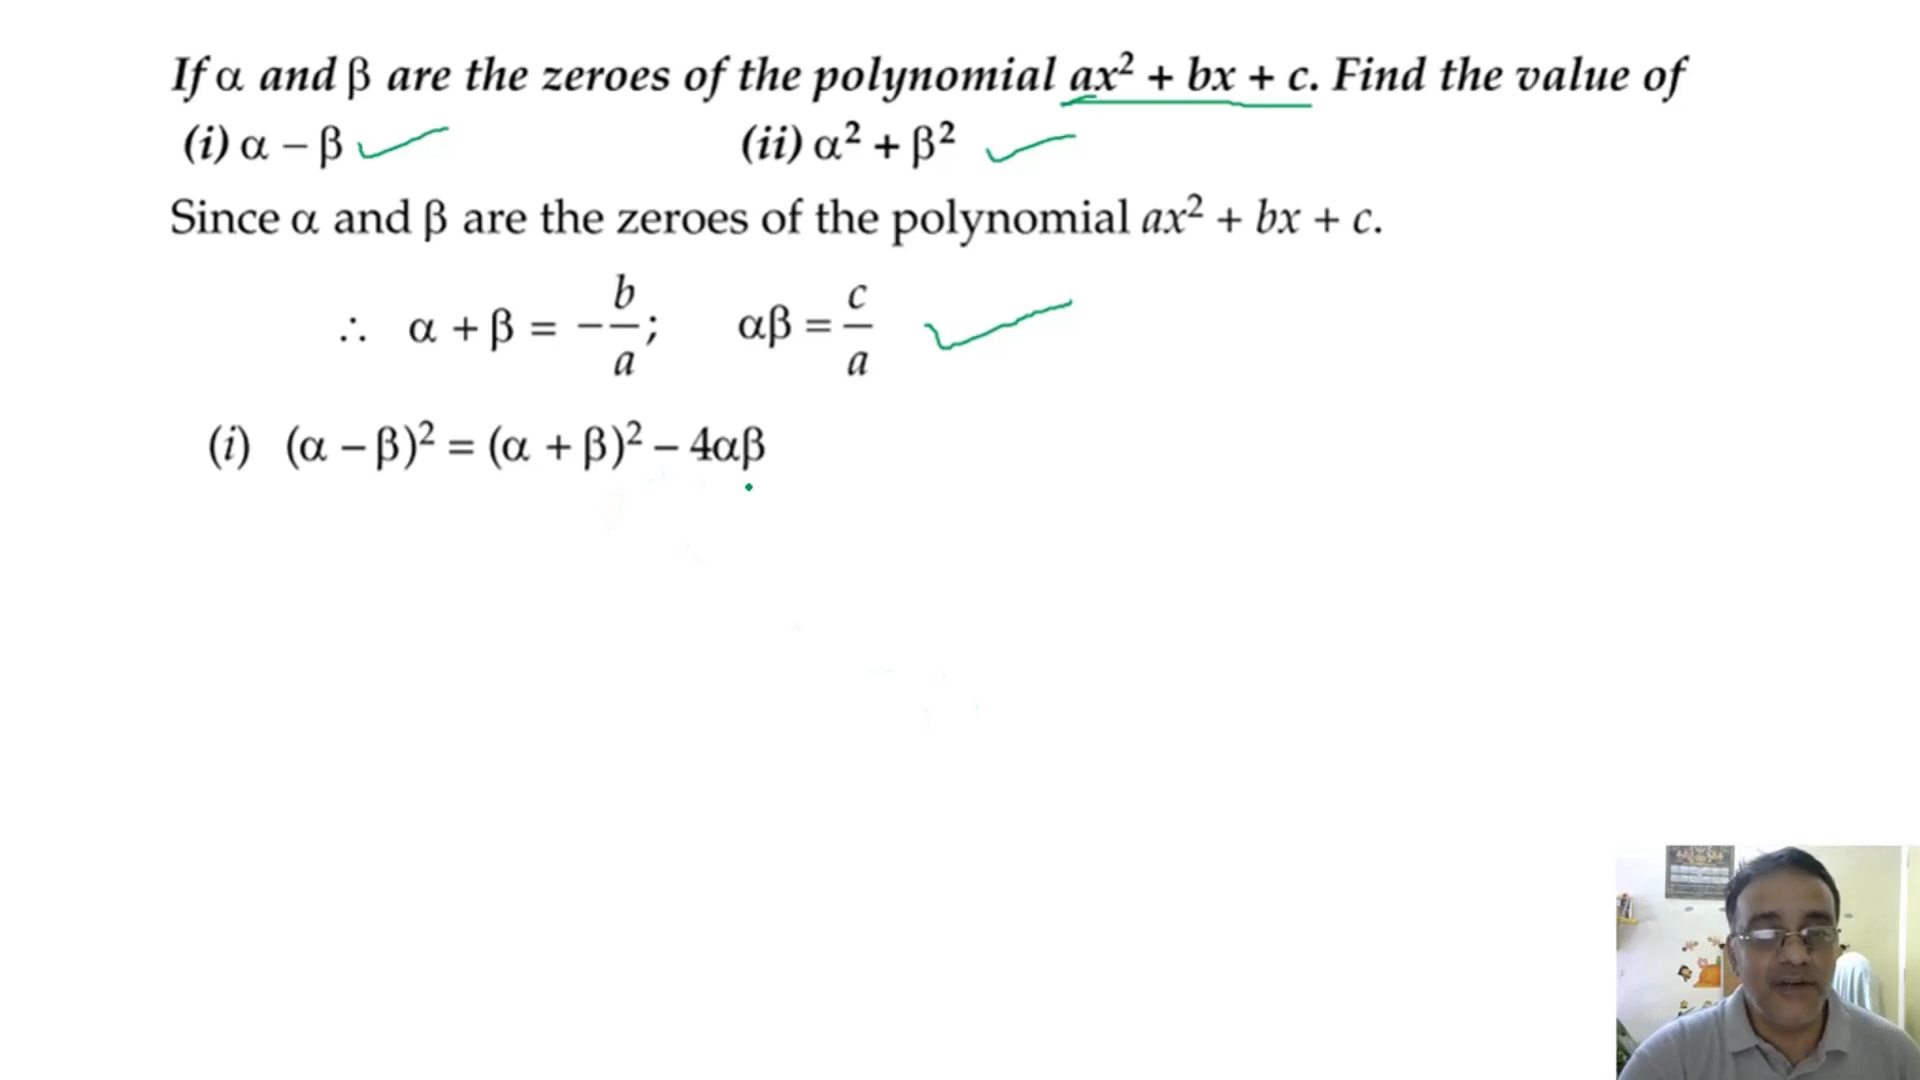 If α and β are the zeroes of the polynomial ax² + bx + c. Find the value of
(i) α – β (ii) α² + β²
Since α and β are the zeroes of the polynomial ax² + bx + c.
∴ α + β = –b/a; αβ = c/a
(i) (α – β)² = (α + β)² – 4αβ